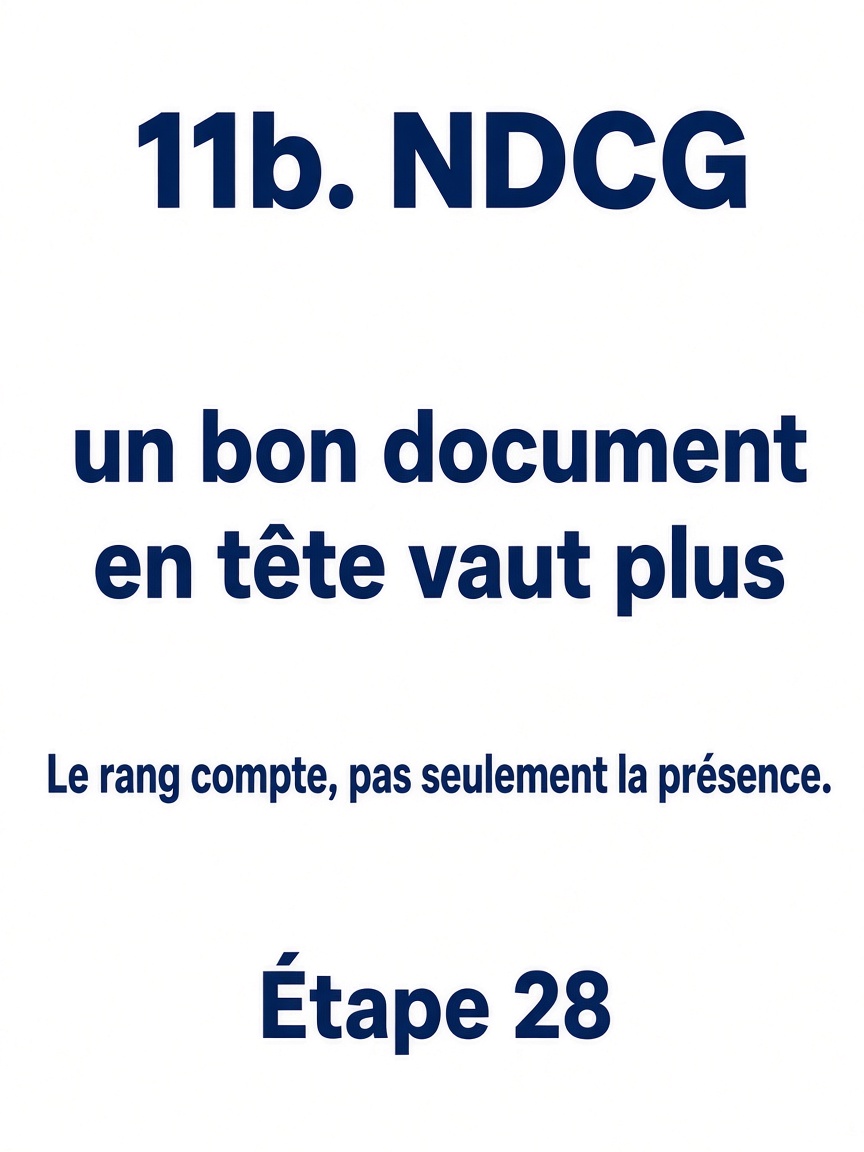 11b. NDCG
un bon document
en tête vaut plus
Le rang compte, pas seulement la présence.
Étape 28